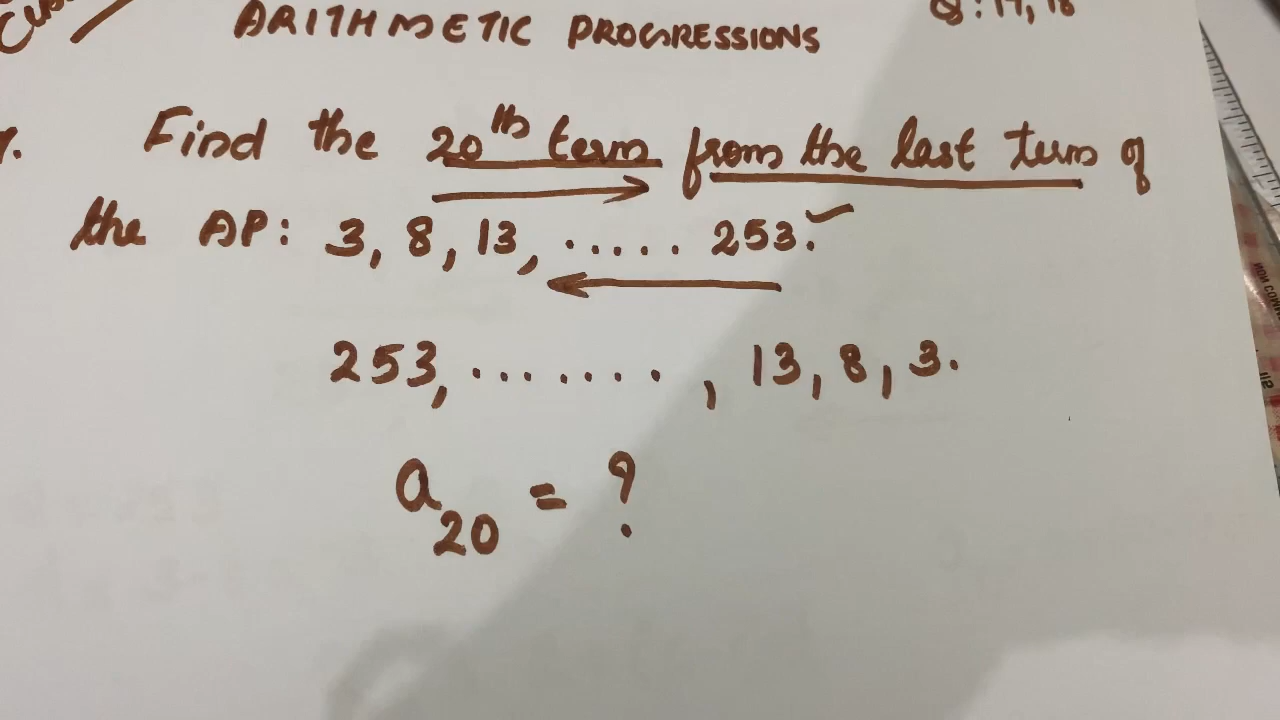 ARITHMETIC PROGRESSIONS
Find the 20th term from the last term of
the AP: 3, 8, 13, ..... 253.
253, ........ , 13, 8, 3.
a20 = ?